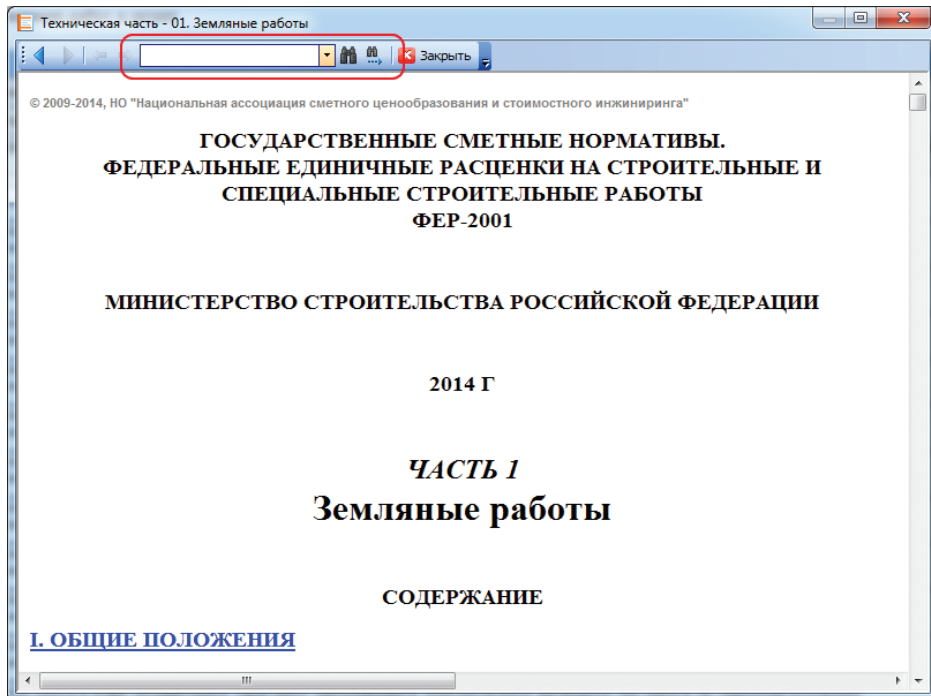 Техническая часть - 01. Земляные работы
Закрыть
© 2009-2014, НО "Национальная ассоциация сметного ценообразования и стоимостного инжиниринга"
ГОСУДАРСТВЕННЫЕ СМЕТНЫЕ НОРМАТИВЫ.
ФЕДЕРАЛЬНЫЕ ЕДИНИЧНЫЕ РАСЦЕНКИ НА СТРОИТЕЛЬНЫЕ И
СПЕЦИАЛЬНЫЕ СТРОИТЕЛЬНЫЕ РАБОТЫ
ФЕР-2001
МИНИСТЕРСТВО СТРОИТЕЛЬСТВА РОССИЙСКОЙ ФЕДЕРАЦИИ
2014 Г
ЧАСТЬ 1
Земляные работы
СОДЕРЖАНИЕ
I. ОБЩИЕ ПОЛОЖЕНИЯ